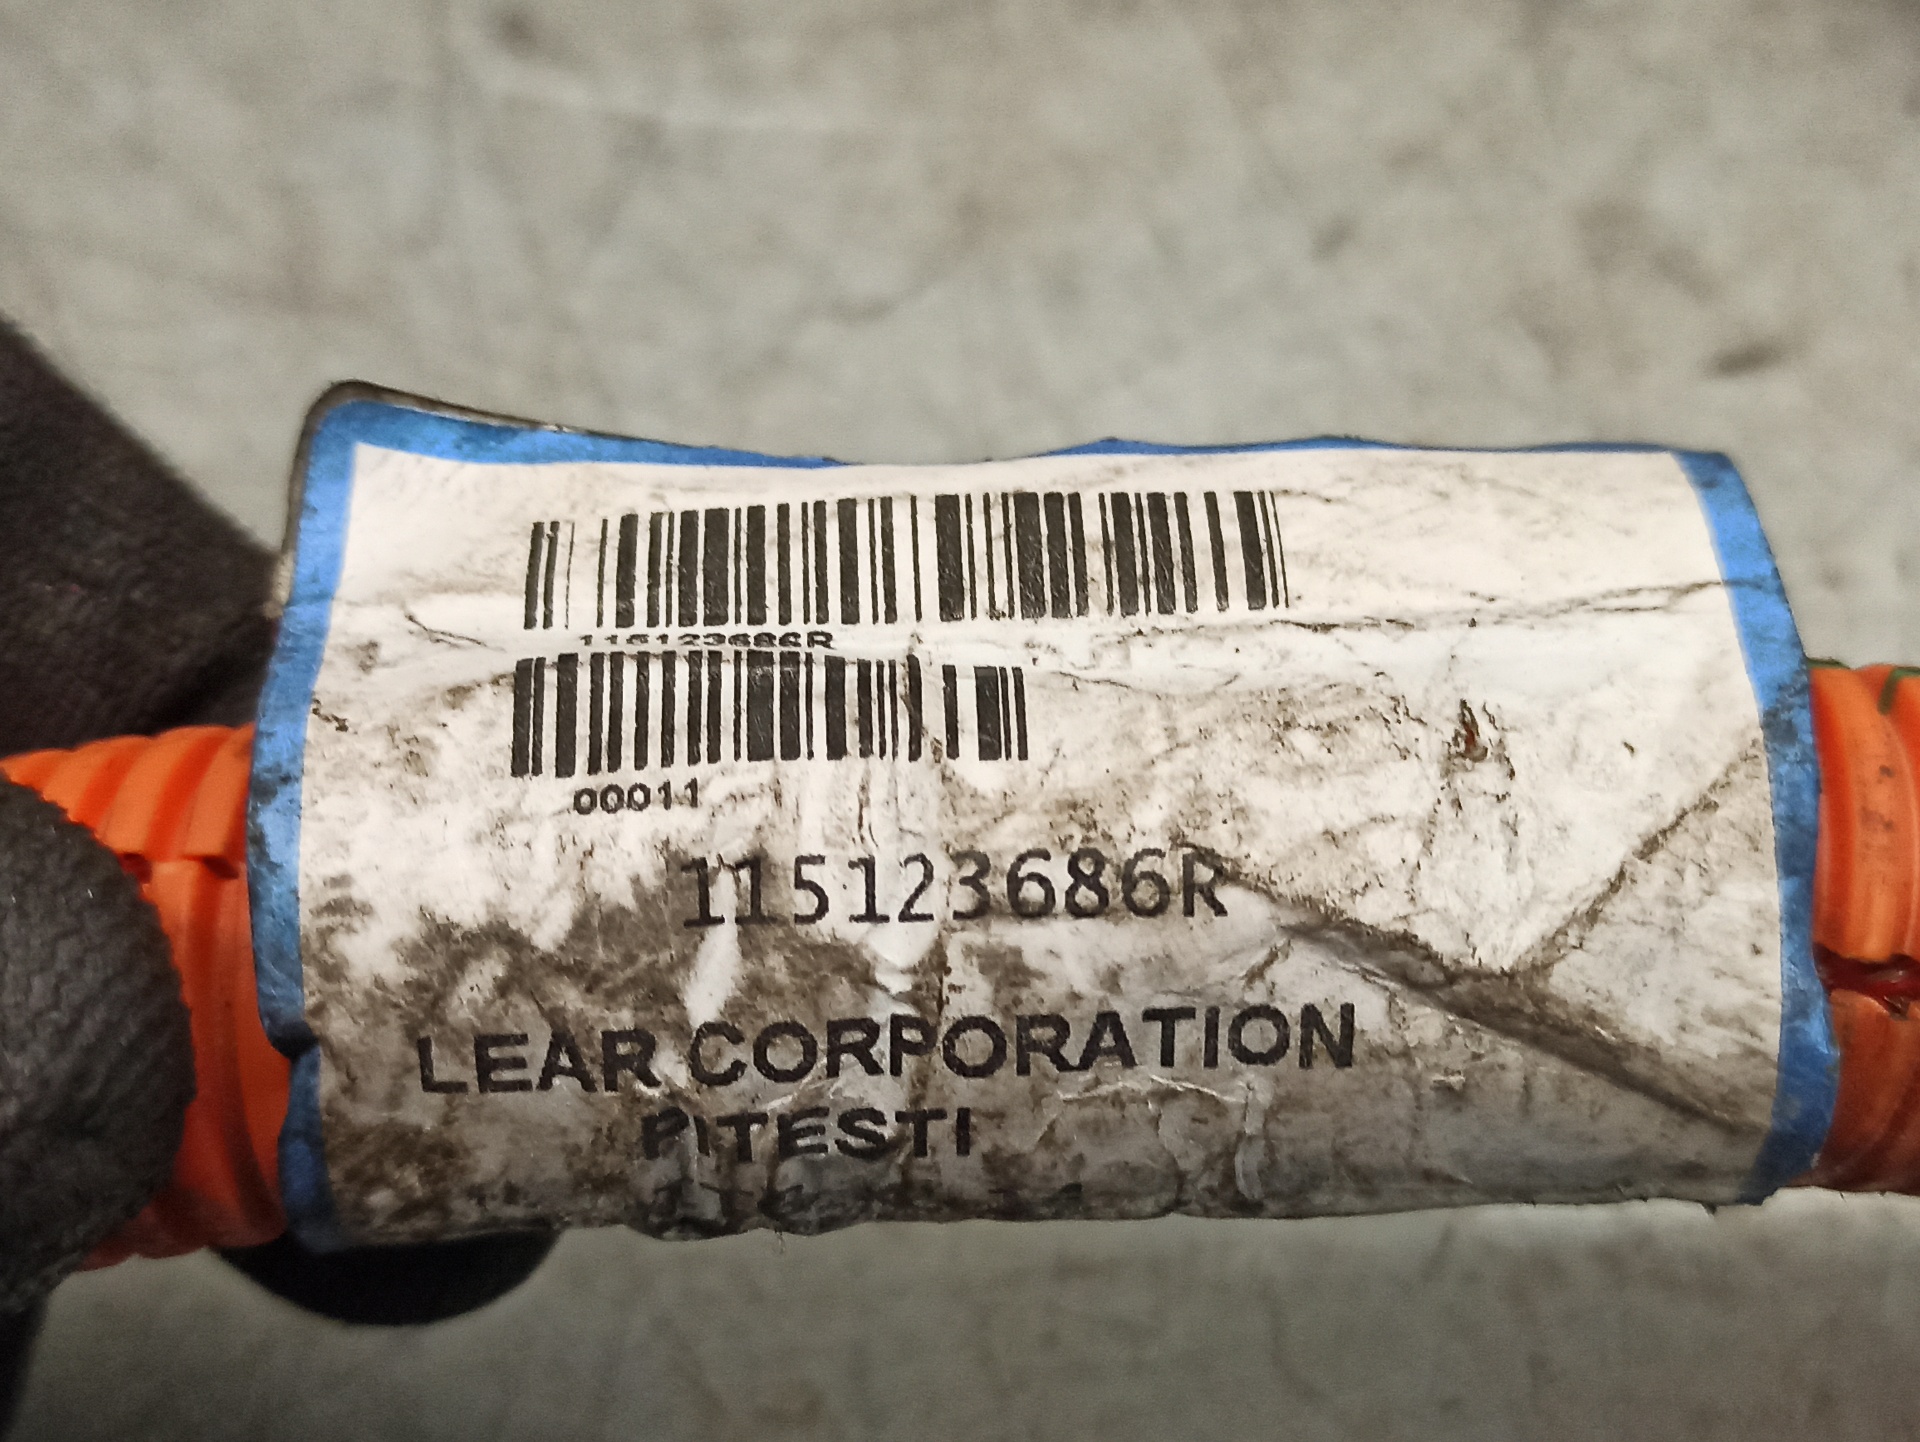 115123686R
00011
115123686R
LEAR CORPORATION
PITESTI